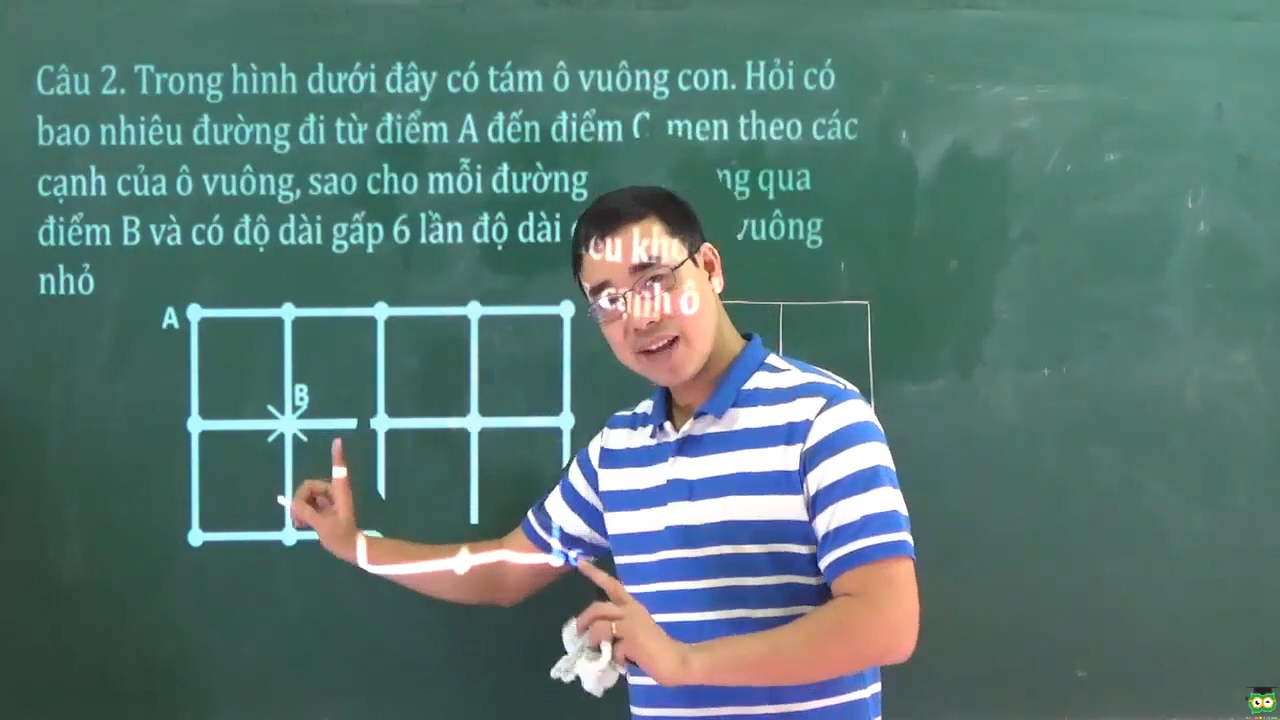 Câu 2. Trong hình dưới đây có tám ô vuông con. Hỏi có
bao nhiêu đường đi từ điểm A đến điểm C men theo các
cạnh của ô vuông, sao cho mỗi đường qua
điểm B và có độ dài gấp 6 lần độ dài vuông
nhỏ
A
B